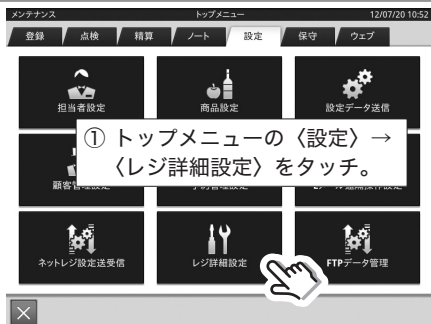 メンテナンス トップメニュー 12/07/20 10:52
登録 点検 精算 ノート 設定 保守 ウェブ
担当者設定 商品設定 設定データ送信
① トップメニューの〈設定〉→
〈レジ詳細設定〉をタッチ。
ネットレジ設定送受信 レジ詳細設定 FTPデータ管理